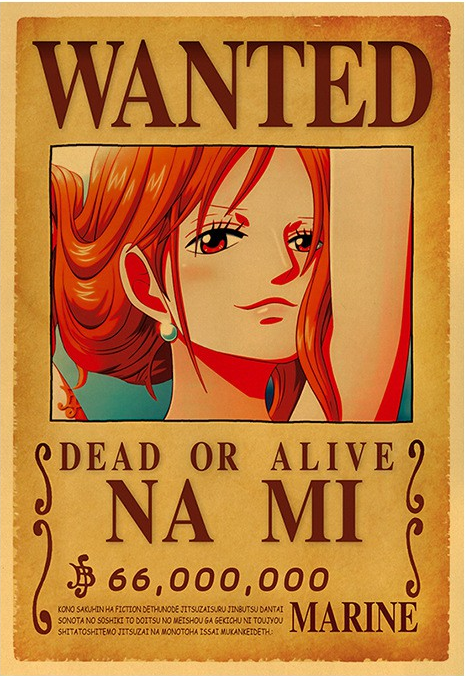 WANTED
DEAD OR ALIVE
NA MI
66,000,000
KONO SAKUHIN HA FICTION DETHUNODE JITSUZAISURU JINBUTSU DANTAI
SONOTA NO SOSHIKI TO DOITSU NO MEISHOU GA GEKICHU NI TOUJYOU
SHITATOSHITEMO JITSUZAI NA MONOTOHA ISSAI MUKANKEIDETH.:
MARINE